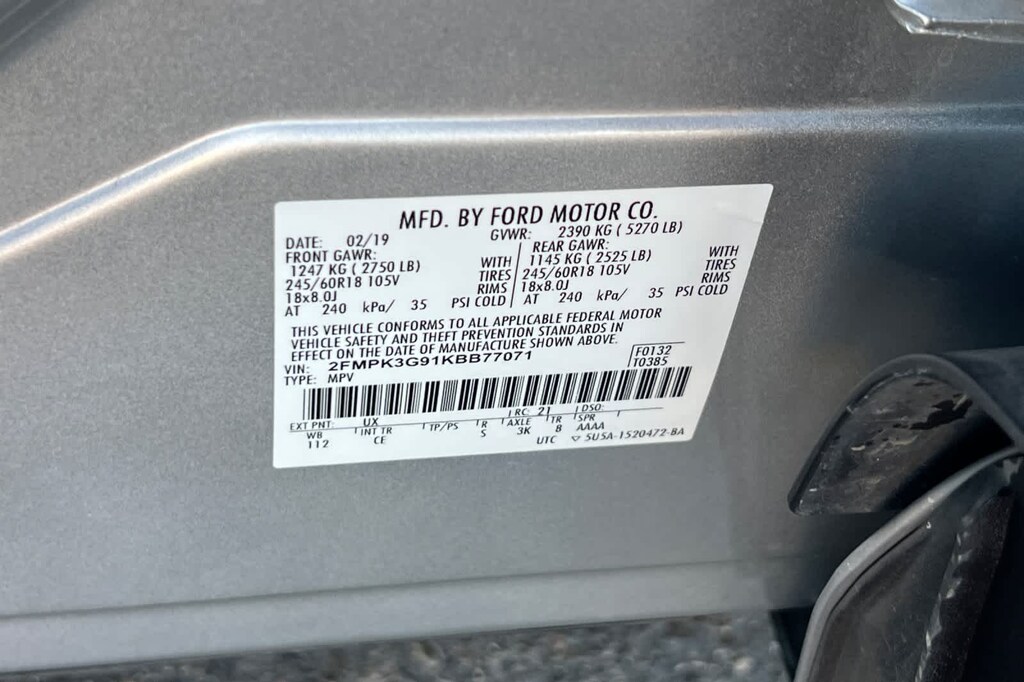 MFD. BY FORD MOTOR CO.
DATE: 02/19 GVWR: 2390 KG ( 5270 LB)
FRONT GAWR: REAR GAWR:
1247 KG ( 2750 LB) WITH 1145 KG ( 2525 LB) WITH
245/60R18 105V TIRES 245/60R18 105V TIRES
18x8.0J RIMS 18x8.0J RIMS
AT 240 kPa/ 35 PSI COLD AT 240 kPa/ 35 PSI COLD
THIS VEHICLE CONFORMS TO ALL APPLICABLE FEDERAL MOTOR
VEHICLE SAFETY AND THEFT PREVENTION STANDARDS IN
EFFECT ON THE DATE OF MANUFACTURE SHOWN ABOVE.
VIN: 2FMPK3G91KBB77071 F0132
TYPE: MPV T0385
EXT PNT: UX RC: 21 DSO:
WB INT TR TP/PS R AXLE TR SPR
112 CE S 3K B AAAA
UTC 5U5A-1520472-BA